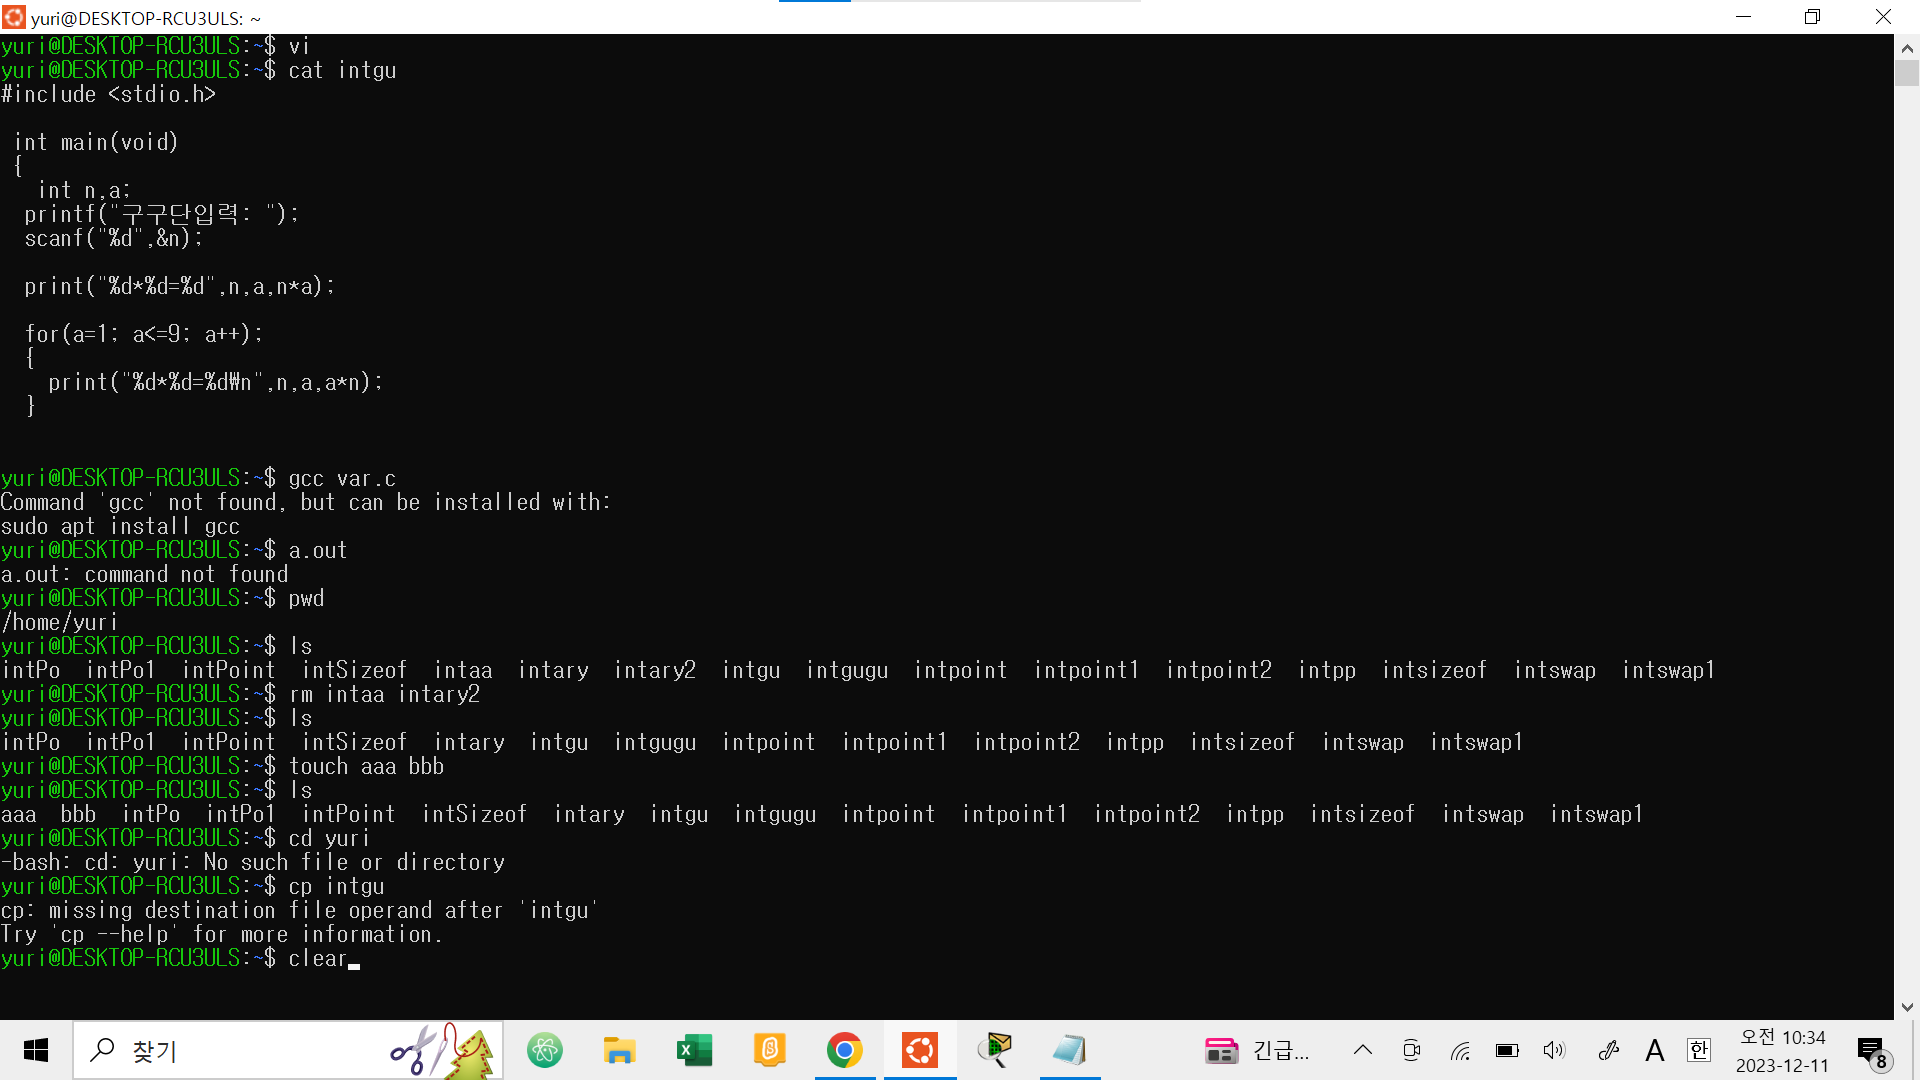 yuri@DESKTOP-RCU3ULS: ~
yuri@DESKTOP-RCU3ULS:~$ vi
yuri@DESKTOP-RCU3ULS:~$ cat intgu
#include <stdio.h>
int main(void)
{
int n,a;
printf("구구단입력: ");
scanf("%d",&n);
print("%d*%d=%d",n,a,n*a);
for(a=1; a<=9; a++);
{
print("%d*%d=%d₩n",n,a,a*n);
}
yuri@DESKTOP-RCU3ULS:~$ gcc var.c
Command 'gcc' not found, but can be installed with:
sudo apt install gcc
yuri@DESKTOP-RCU3ULS:~$ a.out
a.out: command not found
yuri@DESKTOP-RCU3ULS:~$ pwd
/home/yuri
yuri@DESKTOP-RCU3ULS:~$ ls
intPo intPo1 intPoint intSizeof intaa intary intary2 intgu intgugu intpoint intpoint1 intpoint2 intpp intsizeof intswap intswap1
yuri@DESKTOP-RCU3ULS:~$ rm intaa intary2
yuri@DESKTOP-RCU3ULS:~$ ls
intPo intPo1 intPoint intSizeof intary intgu intgugu intpoint intpoint1 intpoint2 intpp intsizeof intswap intswap1
yuri@DESKTOP-RCU3ULS:~$ touch aaa bbb
yuri@DESKTOP-RCU3ULS:~$ ls
aaa bbb intPo intPo1 intPoint intSizeof intary intgu intgugu intpoint intpoint1 intpoint2 intpp intsizeof intswap intswap1
yuri@DESKTOP-RCU3ULS:~$ cd yuri
-bash: cd: yuri: No such file or directory
yuri@DESKTOP-RCU3ULS:~$ cp intgu
cp: missing destination file operand after 'intgu'
Try 'cp --help' for more information.
yuri@DESKTOP-RCU3ULS:~$ clear
찾기
긴급...
A
한
오전 10:34
2023-12-11
8